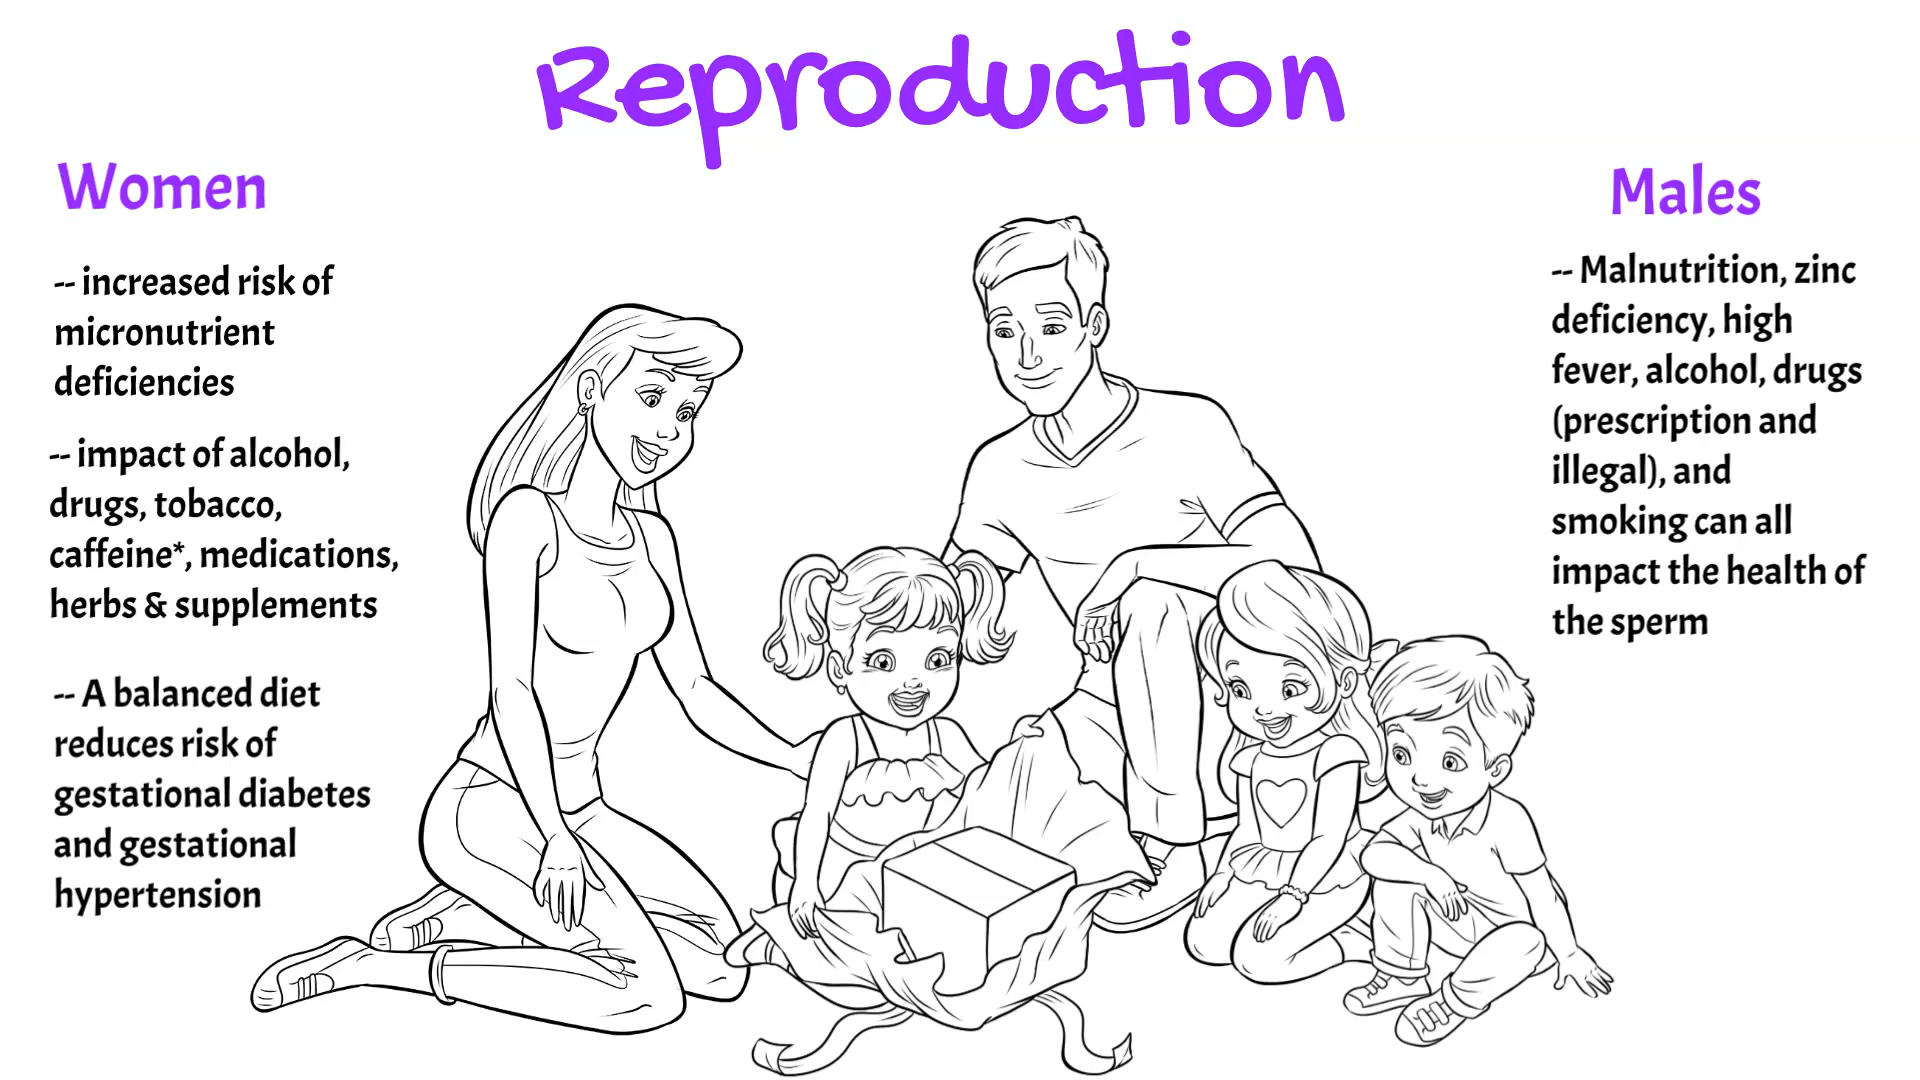 Reproduction
Women
-- increased risk of
micronutrient
deficiencies
-- impact of alcohol,
drugs, tobacco,
caffeine*, medications,
herbs & supplements
-- A balanced diet
reduces risk of
gestational diabetes
and gestational
hypertension
Males
-- Malnutrition, zinc
deficiency, high
fever, alcohol, drugs
(prescription and
illegal), and
smoking can all
impact the health of
the sperm